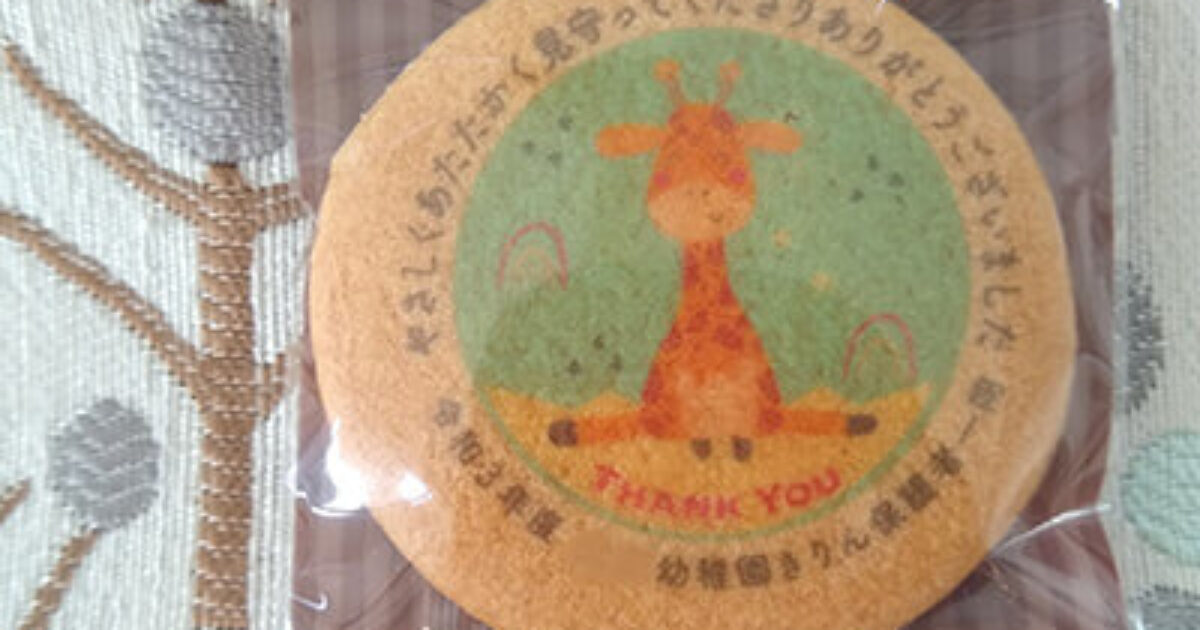 やさしくあたたかく見守ってくださりありがとうございました
THANK YOU
令和3年度
幼稚園きりん保護者一同